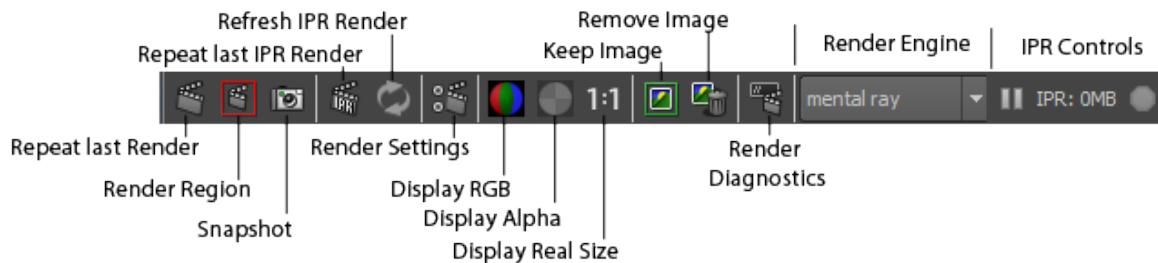 Refresh IPR Render
Remove Image
Repeat last IPR Render
Keep Image
Render Engine
IPR Controls
IPR
1:1
mental ray
IPR: 0MB
Repeat last Render
Render Settings
Render
Diagnostics
Render Region
Display RGB
Snapshot
Display Alpha
Display Real Size